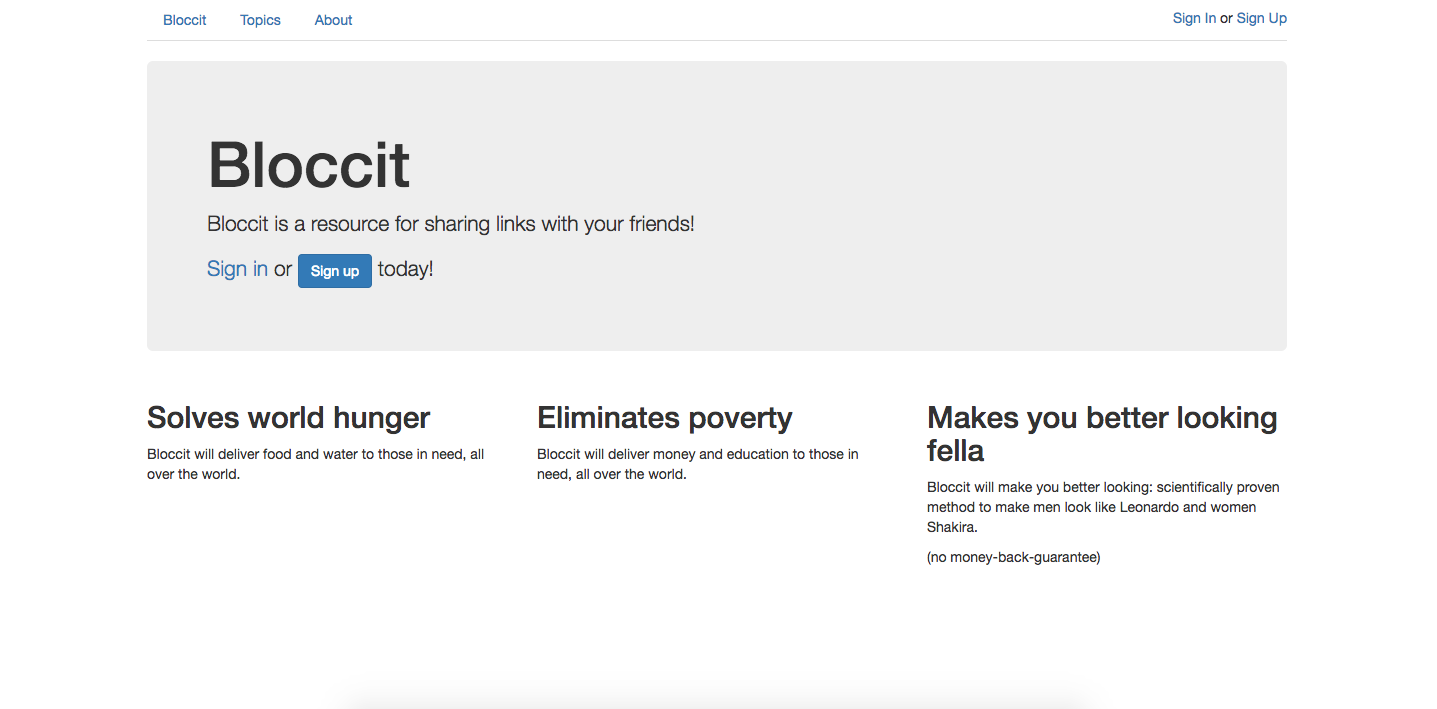 Bloccit Topics About Sign In or Sign Up
Bloccit
Bloccit is a resource for sharing links with your friends!
Sign in or Sign up today!
Solves world hunger
Bloccit will deliver food and water to those in need, all
over the world.
Eliminates poverty
Bloccit will deliver money and education to those in
need, all over the world.
Makes you better looking
fella
Bloccit will make you better looking: scientifically proven
method to make men look like Leonardo and women
Shakira.
(no money-back-guarantee)